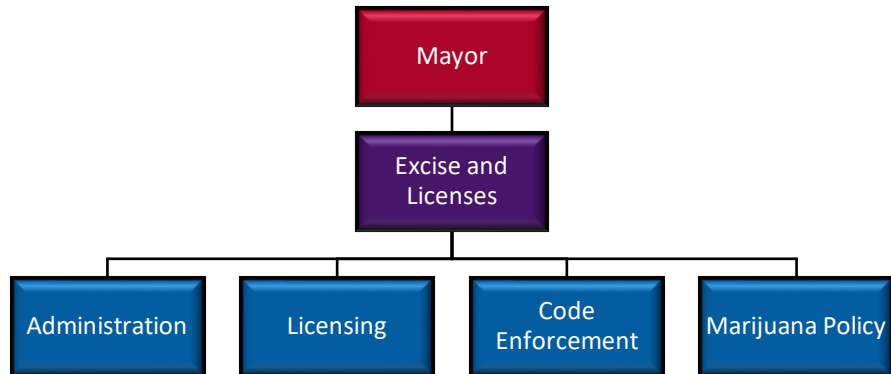 Mayor
Excise and
Licenses
Administration
Licensing
Code
Enforcement
Marijuana Policy